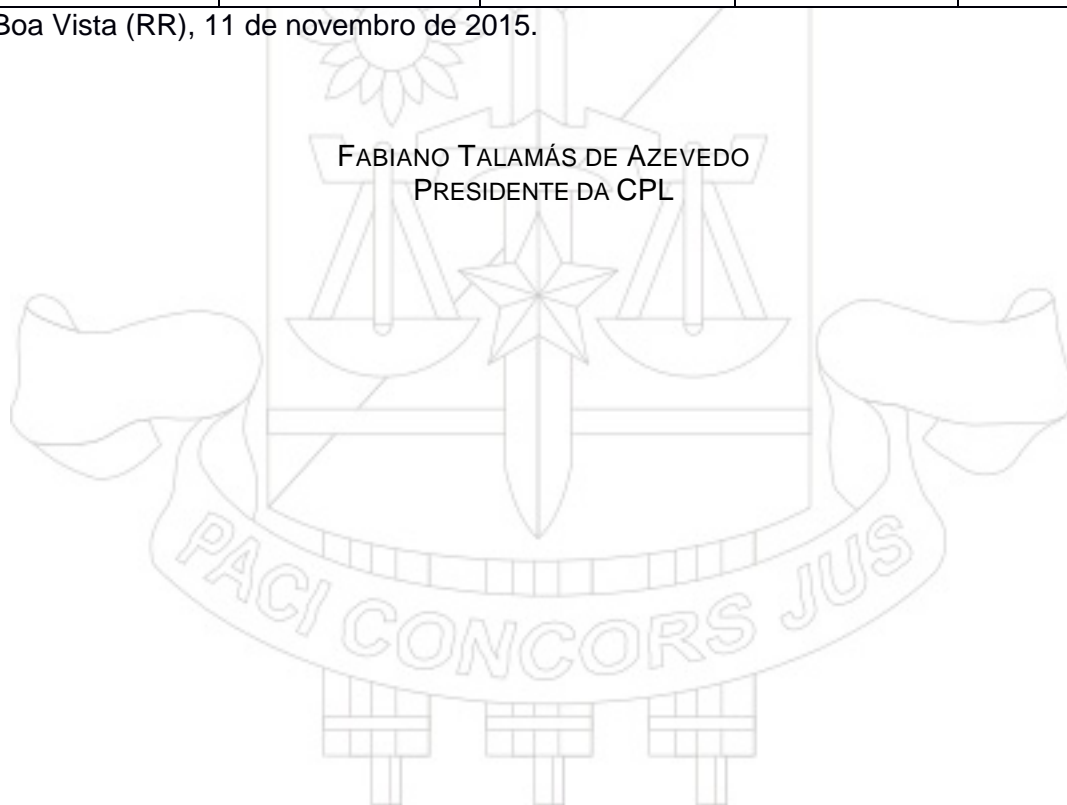 Boa Vista (RR), 11 de novembro de 2015.
FABIANO TALAMÁS DE AZEVEDO
PRESIDENTE DA CPL
PACI CONCORS JUS